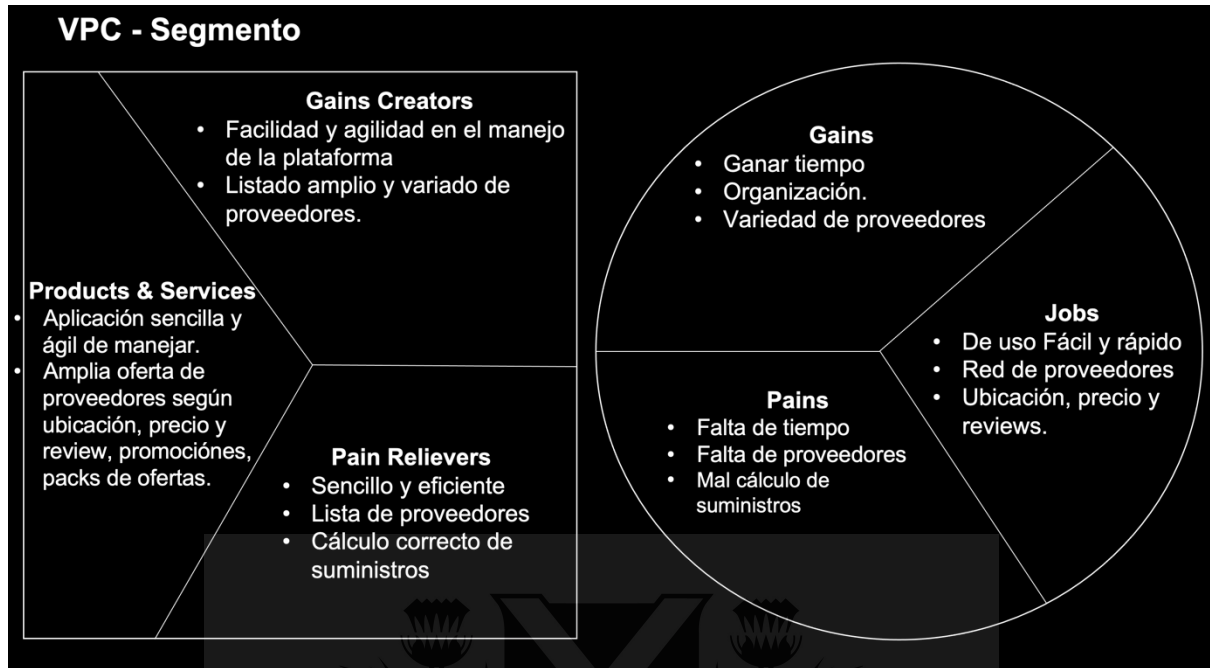 VPC - Segmento
Gains Creators
• Facilidad y agilidad en el manejo
de la plataforma
• Listado amplio y variado de
proveedores.
Products & Services
• Aplicación sencilla y
ágil de manejar.
• Amplia oferta de
proveedores según
ubicación, precio y
review, promociónes,
packs de ofertas.
Pain Relievers
• Sencillo y eficiente
• Lista de proveedores
• Cálculo correcto de
suministros
Gains
• Ganar tiempo
• Organización.
• Variedad de proveedores
Jobs
• De uso Fácil y rápido
• Red de proveedores
• Ubicación, precio y
reviews.
Pains
• Falta de tiempo
• Falta de proveedores
• Mal cálculo de
suministros